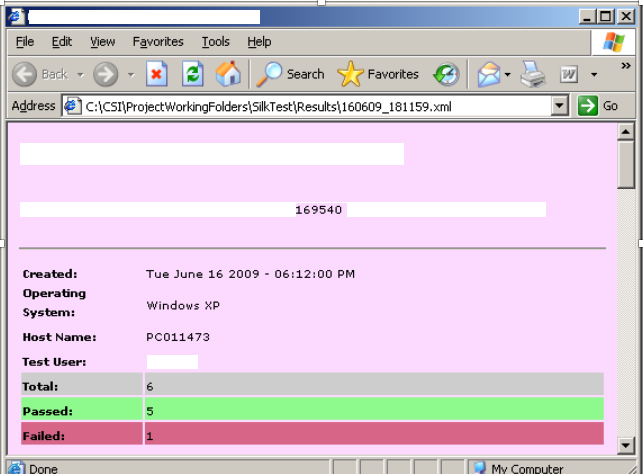 File Edit View Favorites Tools Help
Back Search Favorites W »
Address C:\CSI\ProjectWorkingFolders\SilkTest\Results\160609_181159.xml Go
169540
Created: Tue June 16 2009 - 06:12:00 PM
Operating
System: Windows XP
Host Name: PC011473
Test User:
Total: 6
Passed: 5
Failed: 1
Done My Computer